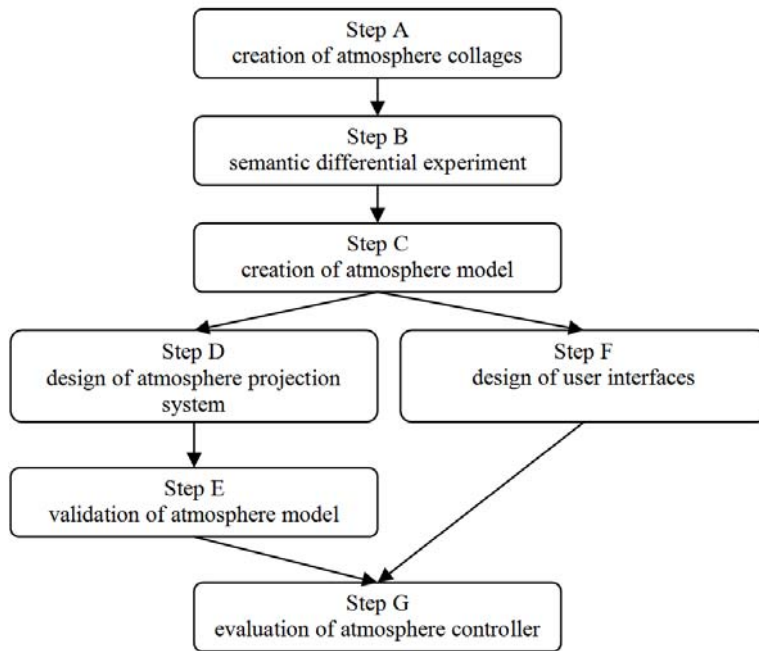 Step A
creation of atmosphere collages
Step B
semantic differential experiment
Step C
creation of atmosphere model
Step D
design of atmosphere projection
system
Step F
design of user interfaces
Step E
validation of atmosphere model
Step G
evaluation of atmosphere controller